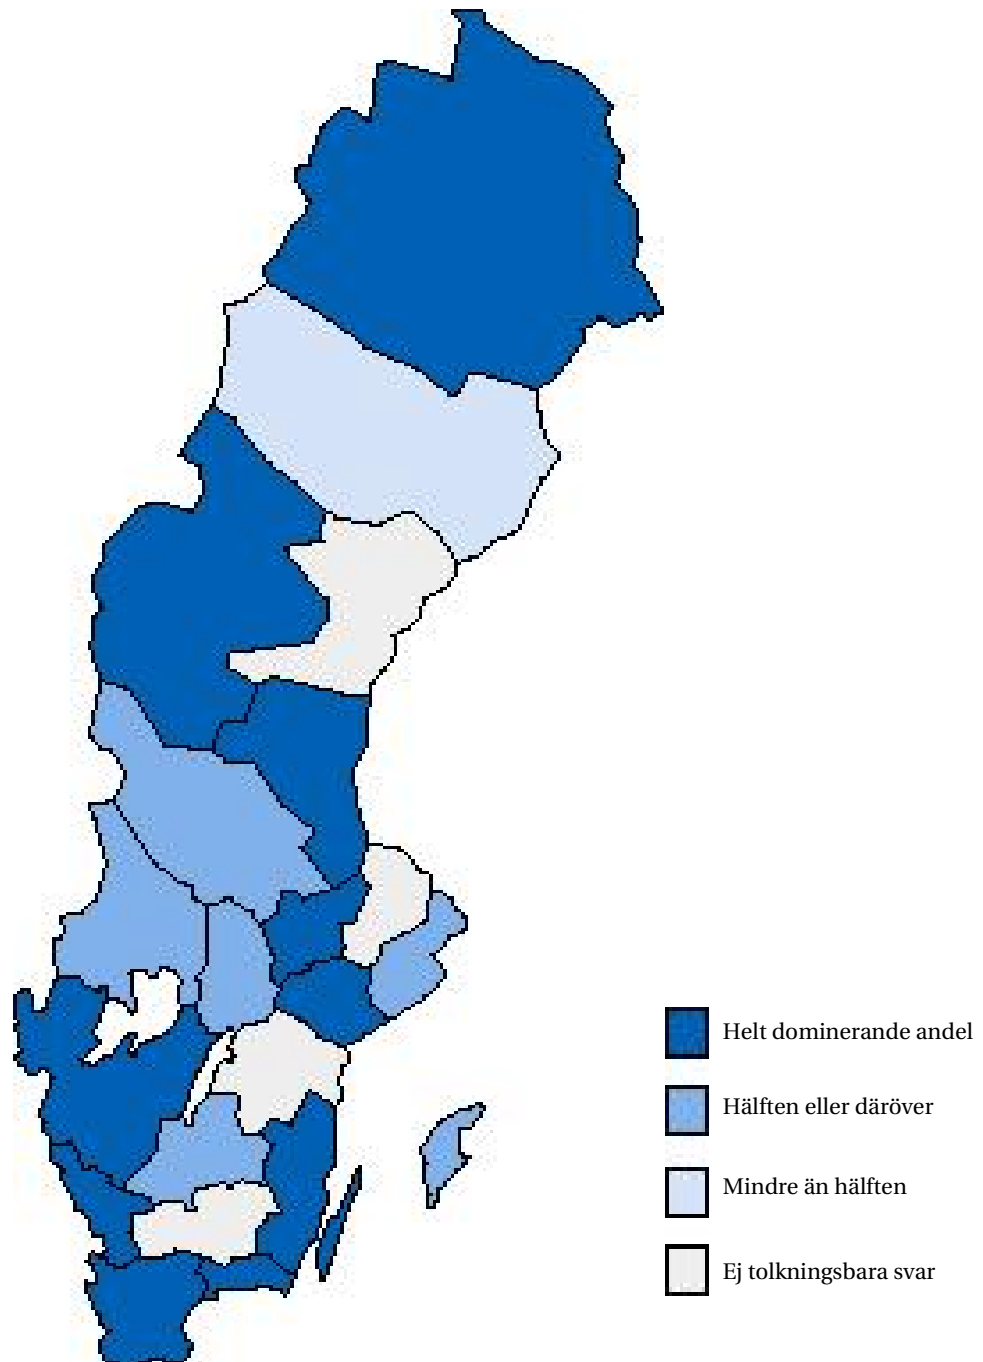 Helt dominerande andel
Hälften eller däröver
Mindre än hälften
Ej tolkningsbara svar